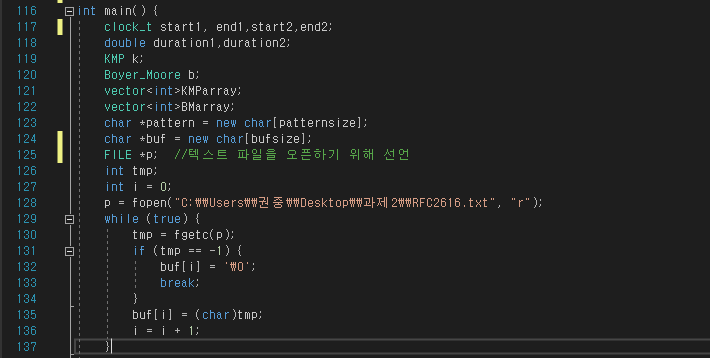 116 int main() {
117 clock_t start1, end1,start2,end2;
118 double duration1,duration2;
119 KMP k;
120 Boyer_Moore b;
121 vector<int>KMParray;
122 vector<int>BMarray;
123 char *pattern = new char[patternsize];
124 char *buf = new char[bufsize];
125 FILE *p; //텍스트 파일을 오픈하기 위해 선언
126 int tmp;
127 int i = 0;
128 p = fopen("C:₩₩Users₩₩권중₩₩Desktop₩₩과제2₩₩RFC2616.txt", "r");
129 while (true) {
130 tmp = fgetc(p);
131 if (tmp == -1) {
132 buf[i] = '₩0';
133 break;
134 }
135 buf[i] = (char)tmp;
136 i = i + 1;
137 }